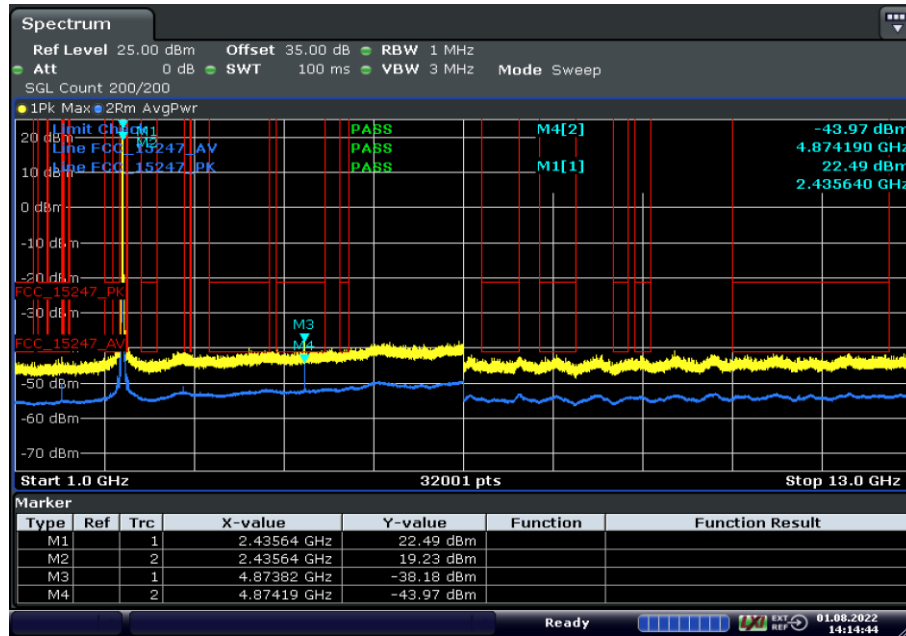 Spectrum
Ref Level 25.00 dBm Offset 35.00 dB RBW 1 MHz
Att 0 dB SWT 100 ms VBW 3 MHz Mode Sweep
SGL Count 200/200
1Pk Max 2Rm AvgPwr
Limit Check PASS M4[2] -43.97 dBm
Line FCC_15247_AV PASS 4.874190 GHz
Line FCC_15247_PK PASS M1[1] 22.49 dBm
2.435640 GHz
M1
M2
20 dBm
10 dBm
0 dBm
-10 dBm
-20 dBm
FCC_15247_PK
-30 dBm
M3
FCC_15247_AV
M4
-50 dBm
-60 dBm
-70 dBm
Start 1.0 GHz 32001 pts Stop 13.0 GHz
Marker
Type Ref Trc X-value Y-value Function Function Result
M1 1 2.43564 GHz 22.49 dBm
M2 2 2.43564 GHz 19.23 dBm
M3 1 4.87382 GHz -38.18 dBm
M4 2 4.87419 GHz -43.97 dBm
Ready LXI EXT REF 01.08.2022
14:14:44